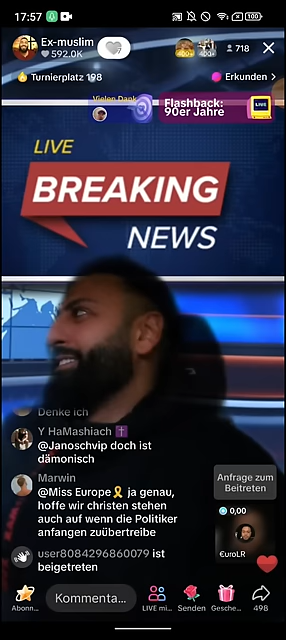 17:57
100
Ex-muslim
592.0K
400+
400+
718
Turnierplatz 198
Erkunden >
Vielen Dank
Flashback:
90er Jahre
LIVE
LIVE
BREAKING
NEWS
Denke ich
Y HaMashiach ✝️
@Janoschvip doch ist
dämonisch
Marwin
@Miss Europe🎗️ ja genau,
hoffe wir christen stehen
auch auf wenn die Politiker
anfangen zuübertreibe
user8084296860079 ist
beigetreten
Anfrage zum
Beitreten
0,00
€uroLR
Kommenta...
Abonn...
LIVE mi...
Senden
Gesche...
498